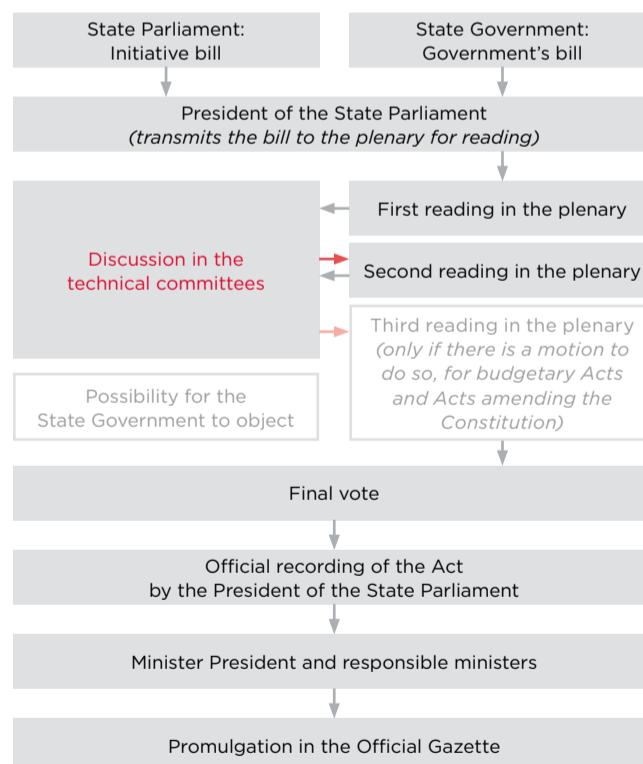 State Parliament:
Initiative bill
State Government:
Government’s bill
President of the State Parliament
(transmits the bill to the plenary for reading)
First reading in the plenary
Discussion in the
technical committees
Second reading in the plenary
Third reading in the plenary
(only if there is a motion to
do so, for budgetary Acts
and Acts amending the
Constitution)
Possibility for the
State Government to object
Final vote
Official recording of the Act
by the President of the State Parliament
Minister President and responsible ministers
Promulgation in the Official Gazette